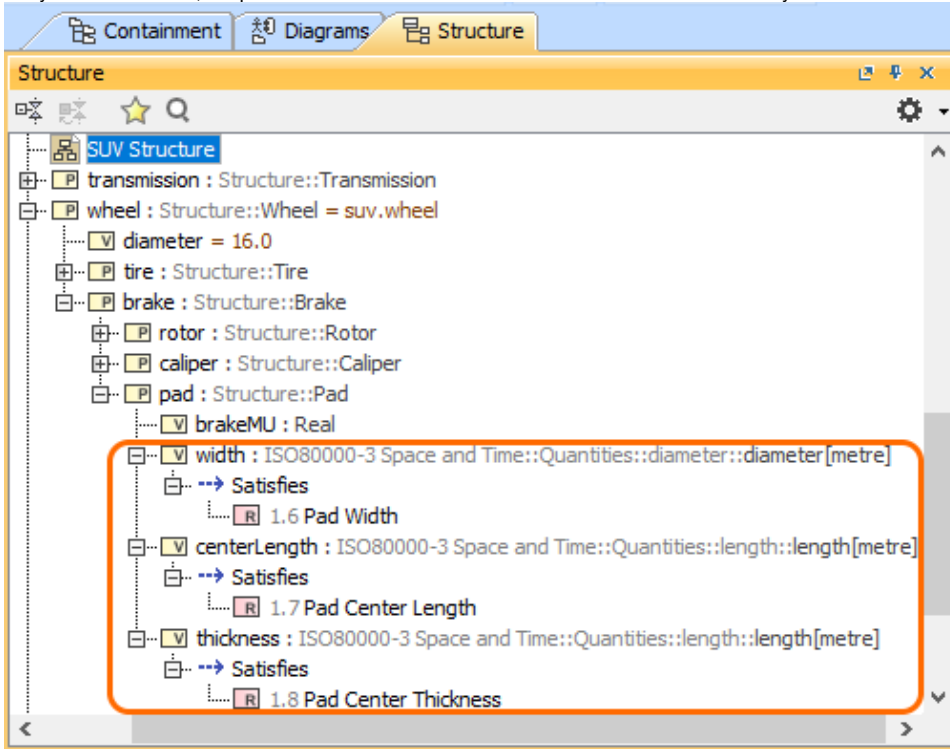 Containment Diagrams Structure
Structure
SUV Structure
P transmission : Structure::Transmission
P wheel : Structure::Wheel = suv.wheel
V diameter = 16.0
P tire : Structure::Tire
P brake : Structure::Brake
P rotor : Structure::Rotor
P caliper : Structure::Caliper
P pad : Structure::Pad
V brakeMU : Real
V width : ISO80000-3 Space and Time::Quantities::diameter::diameter[metre]
Satisfies
R 1.6 Pad Width
V centerLength : ISO80000-3 Space and Time::Quantities::length::length[metre]
Satisfies
R 1.7 Pad Center Length
V thickness : ISO80000-3 Space and Time::Quantities::length::length[metre]
Satisfies
R 1.8 Pad Center Thickness